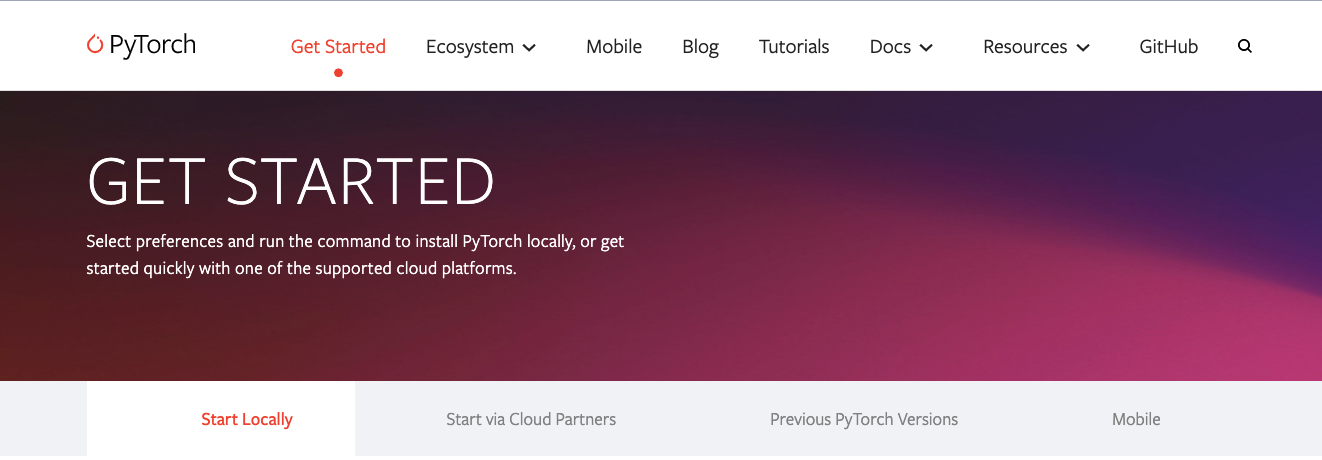 PyTorch Get Started Ecosystem Mobile Blog Tutorials Docs Resources GitHub
GET STARTED
Select preferences and run the command to install PyTorch locally, or get
started quickly with one of the supported cloud platforms.
Start Locally Start via Cloud Partners Previous PyTorch Versions Mobile